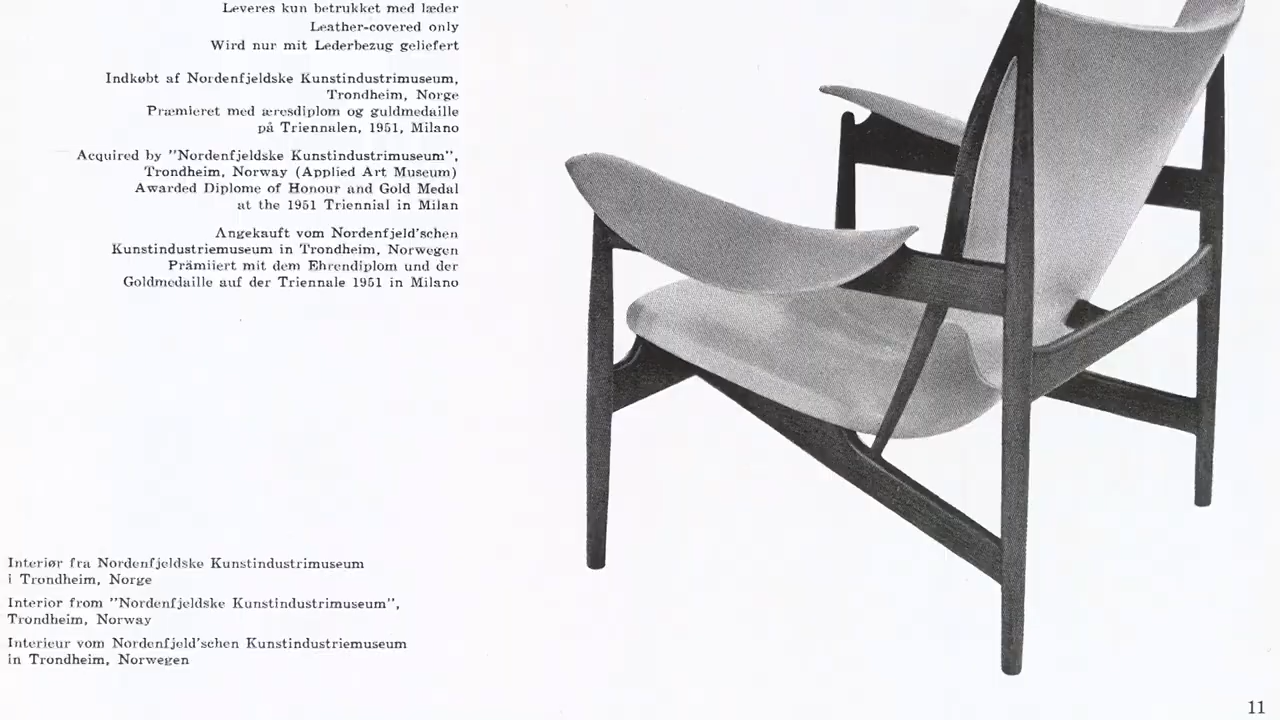 Leveres kun betrukket med læder
Leather-covered only
Wird nur mit Lederbezug geliefert
Indkøbt af Nordenfjeldske Kunstindustrimuseum,
Trondheim, Norge
Præmieret med æresdiplom og guldmedaille
på Triennalen, 1951, Milano
Acquired by "Nordenfjeldske Kunstindustrimuseum",
Trondheim, Norway (Applied Art Museum)
Awarded Diplome of Honour and Gold Medal
at the 1951 Triennial in Milan
Angekauft vom Nordenfjeld'schen
Kunstindustriemuseum in Trondheim, Norwegen
Prämiiert mit dem Ehrendiplom und der
Goldmedaille auf der Triennale 1951 in Milano
Interiør fra Nordenfjeldske Kunstindustrimuseum
i Trondheim, Norge
Interior from "Nordenfjeldske Kunstindustrimuseum",
Trondheim, Norway
Interieur vom Nordenfjeld'schen Kunstindustriemuseum
in Trondheim, Norwegen
11